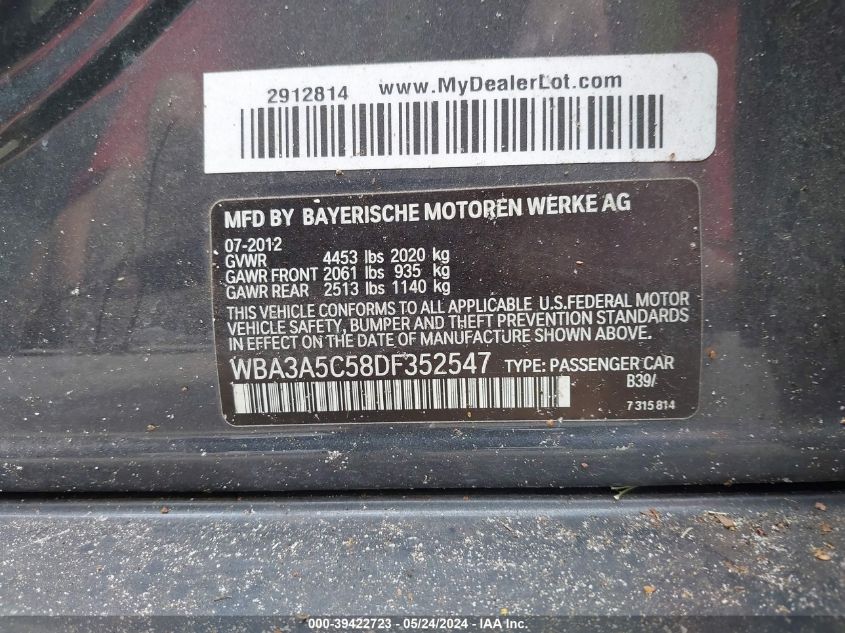 2912814 www.MyDealerLot.com
MFD BY BAYERISCHE MOTOREN WERKE AG
07-2012
GVWR 4453 lbs 2020 kg
GAWR FRONT 2061 lbs 935 kg
GAWR REAR 2513 lbs 1140 kg
THIS VEHICLE CONFORMS TO ALL APPLICABLE U.S.FEDERAL MOTOR
VEHICLE SAFETY, BUMPER AND THEFT PREVENTION STANDARDS
IN EFFECT ON THE DATE OF MANUFACTURE SHOWN ABOVE.
WBA3A5C58DF352547 TYPE: PASSENGER CAR
B39/
7 315 814
000-39422723 - 05/24/2024 - IAAI.com